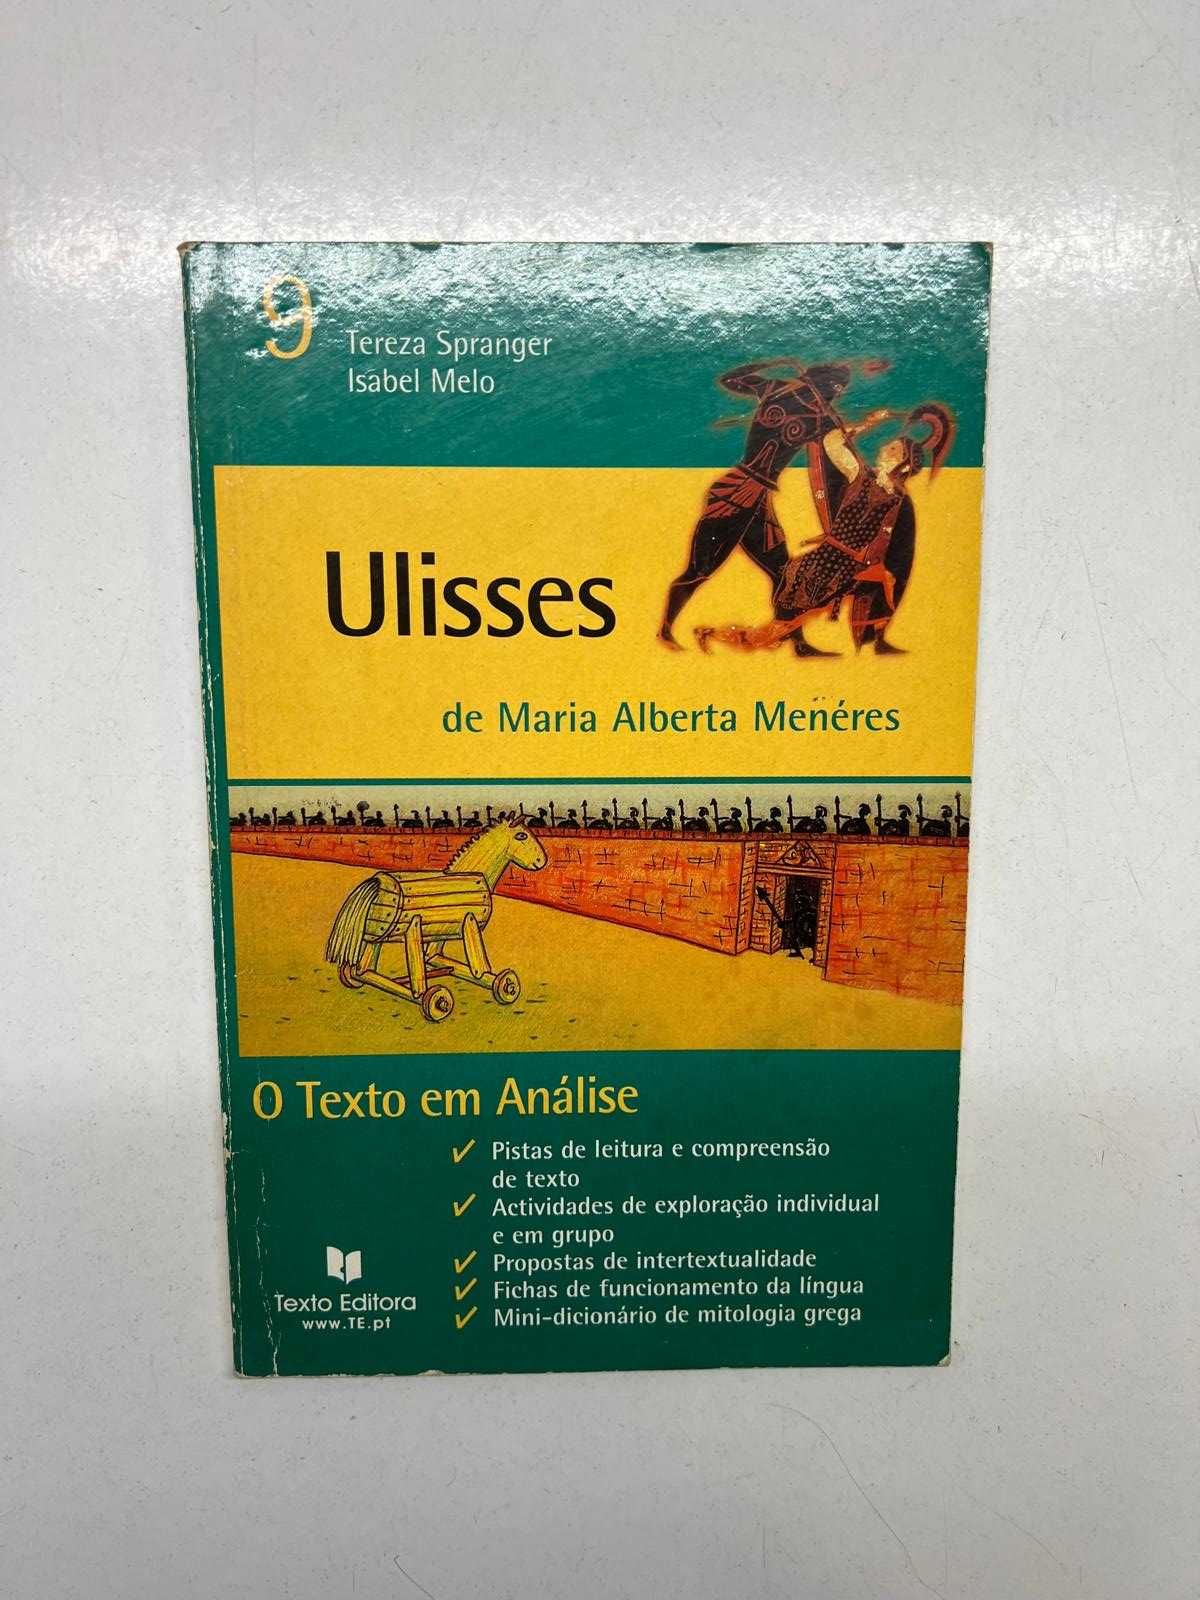 9
Tereza Spranger
Isabel Melo
Ulisses
de Maria Alberta Menéres
O Texto em Análise
✓ Pistas de leitura e compreensão
de texto
✓ Actividades de exploração individual
e em grupo
✓ Propostas de intertextualidade
✓ Fichas de funcionamento da língua
✓ Mini-dicionário de mitologia grega
Texto Editora
www.TE.pt